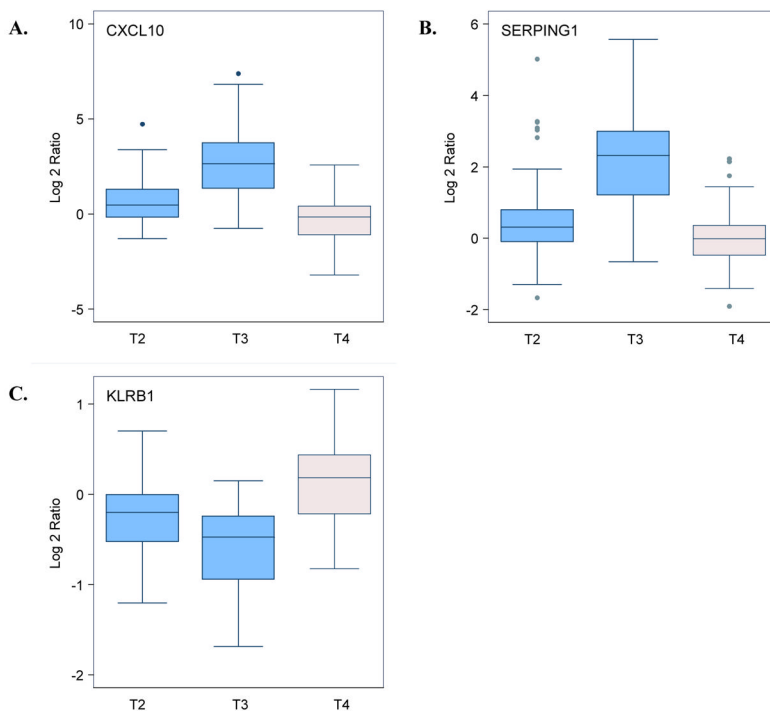 A.
CXCL10
10
5
0
-5
Log 2 Ratio
T2 T3 T4
B.
SERPING1
6
4
2
0
-2
Log 2 Ratio
T2 T3 T4
C.
KLRB1
1
0
-1
-2
Log 2 Ratio
T2 T3 T4